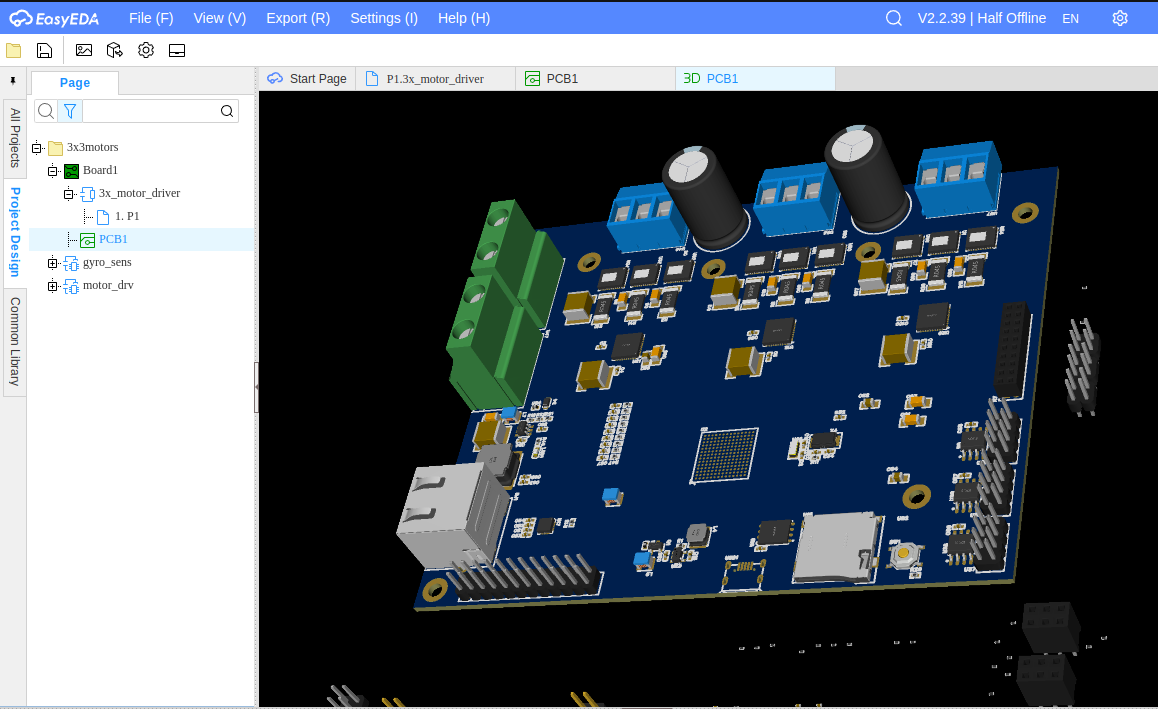 EasyEDA File (F) View (V) Export (R) Settings (I) Help (H) V2.2.39 | Half Offline EN
Page
Start Page P1.3x_motor_driver PCB1 3D PCB1
All Projects
Project Design
Common Library
3x3motors
Board1
3x_motor_driver
1. P1
PCB1
gyro_sens
motor_drv